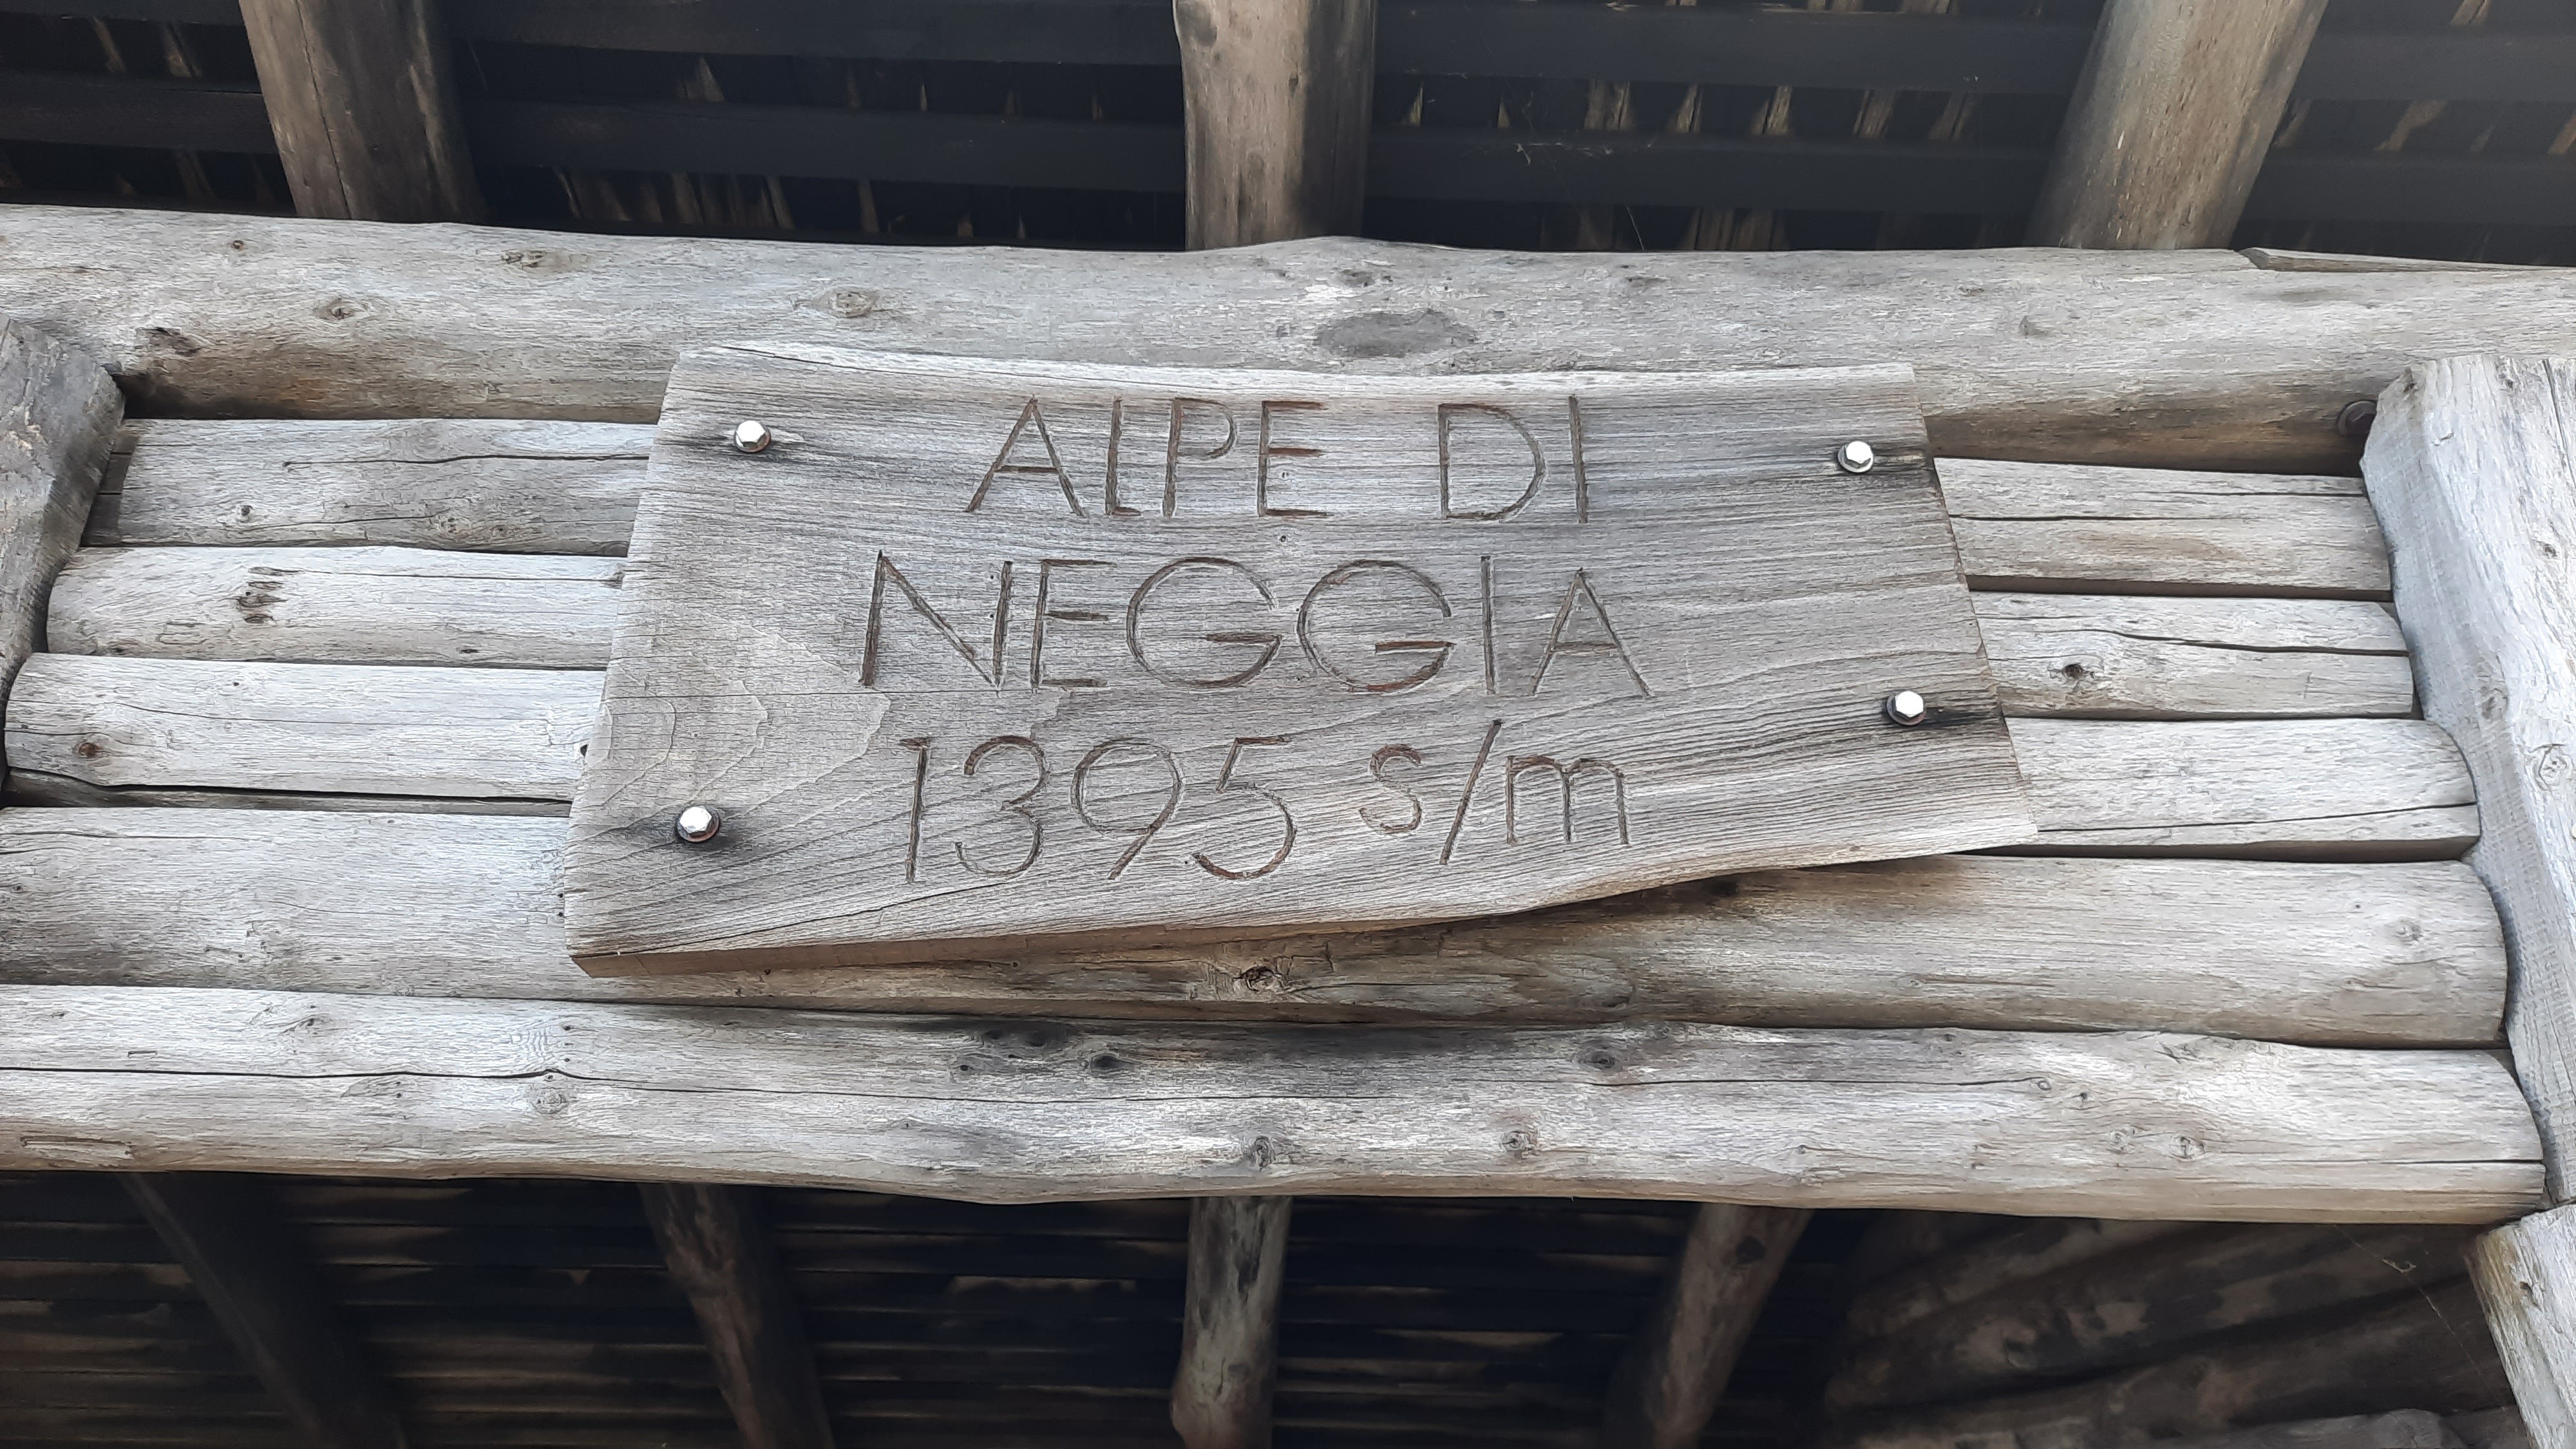 ALPE DI
NEGGIA
1395 s/m